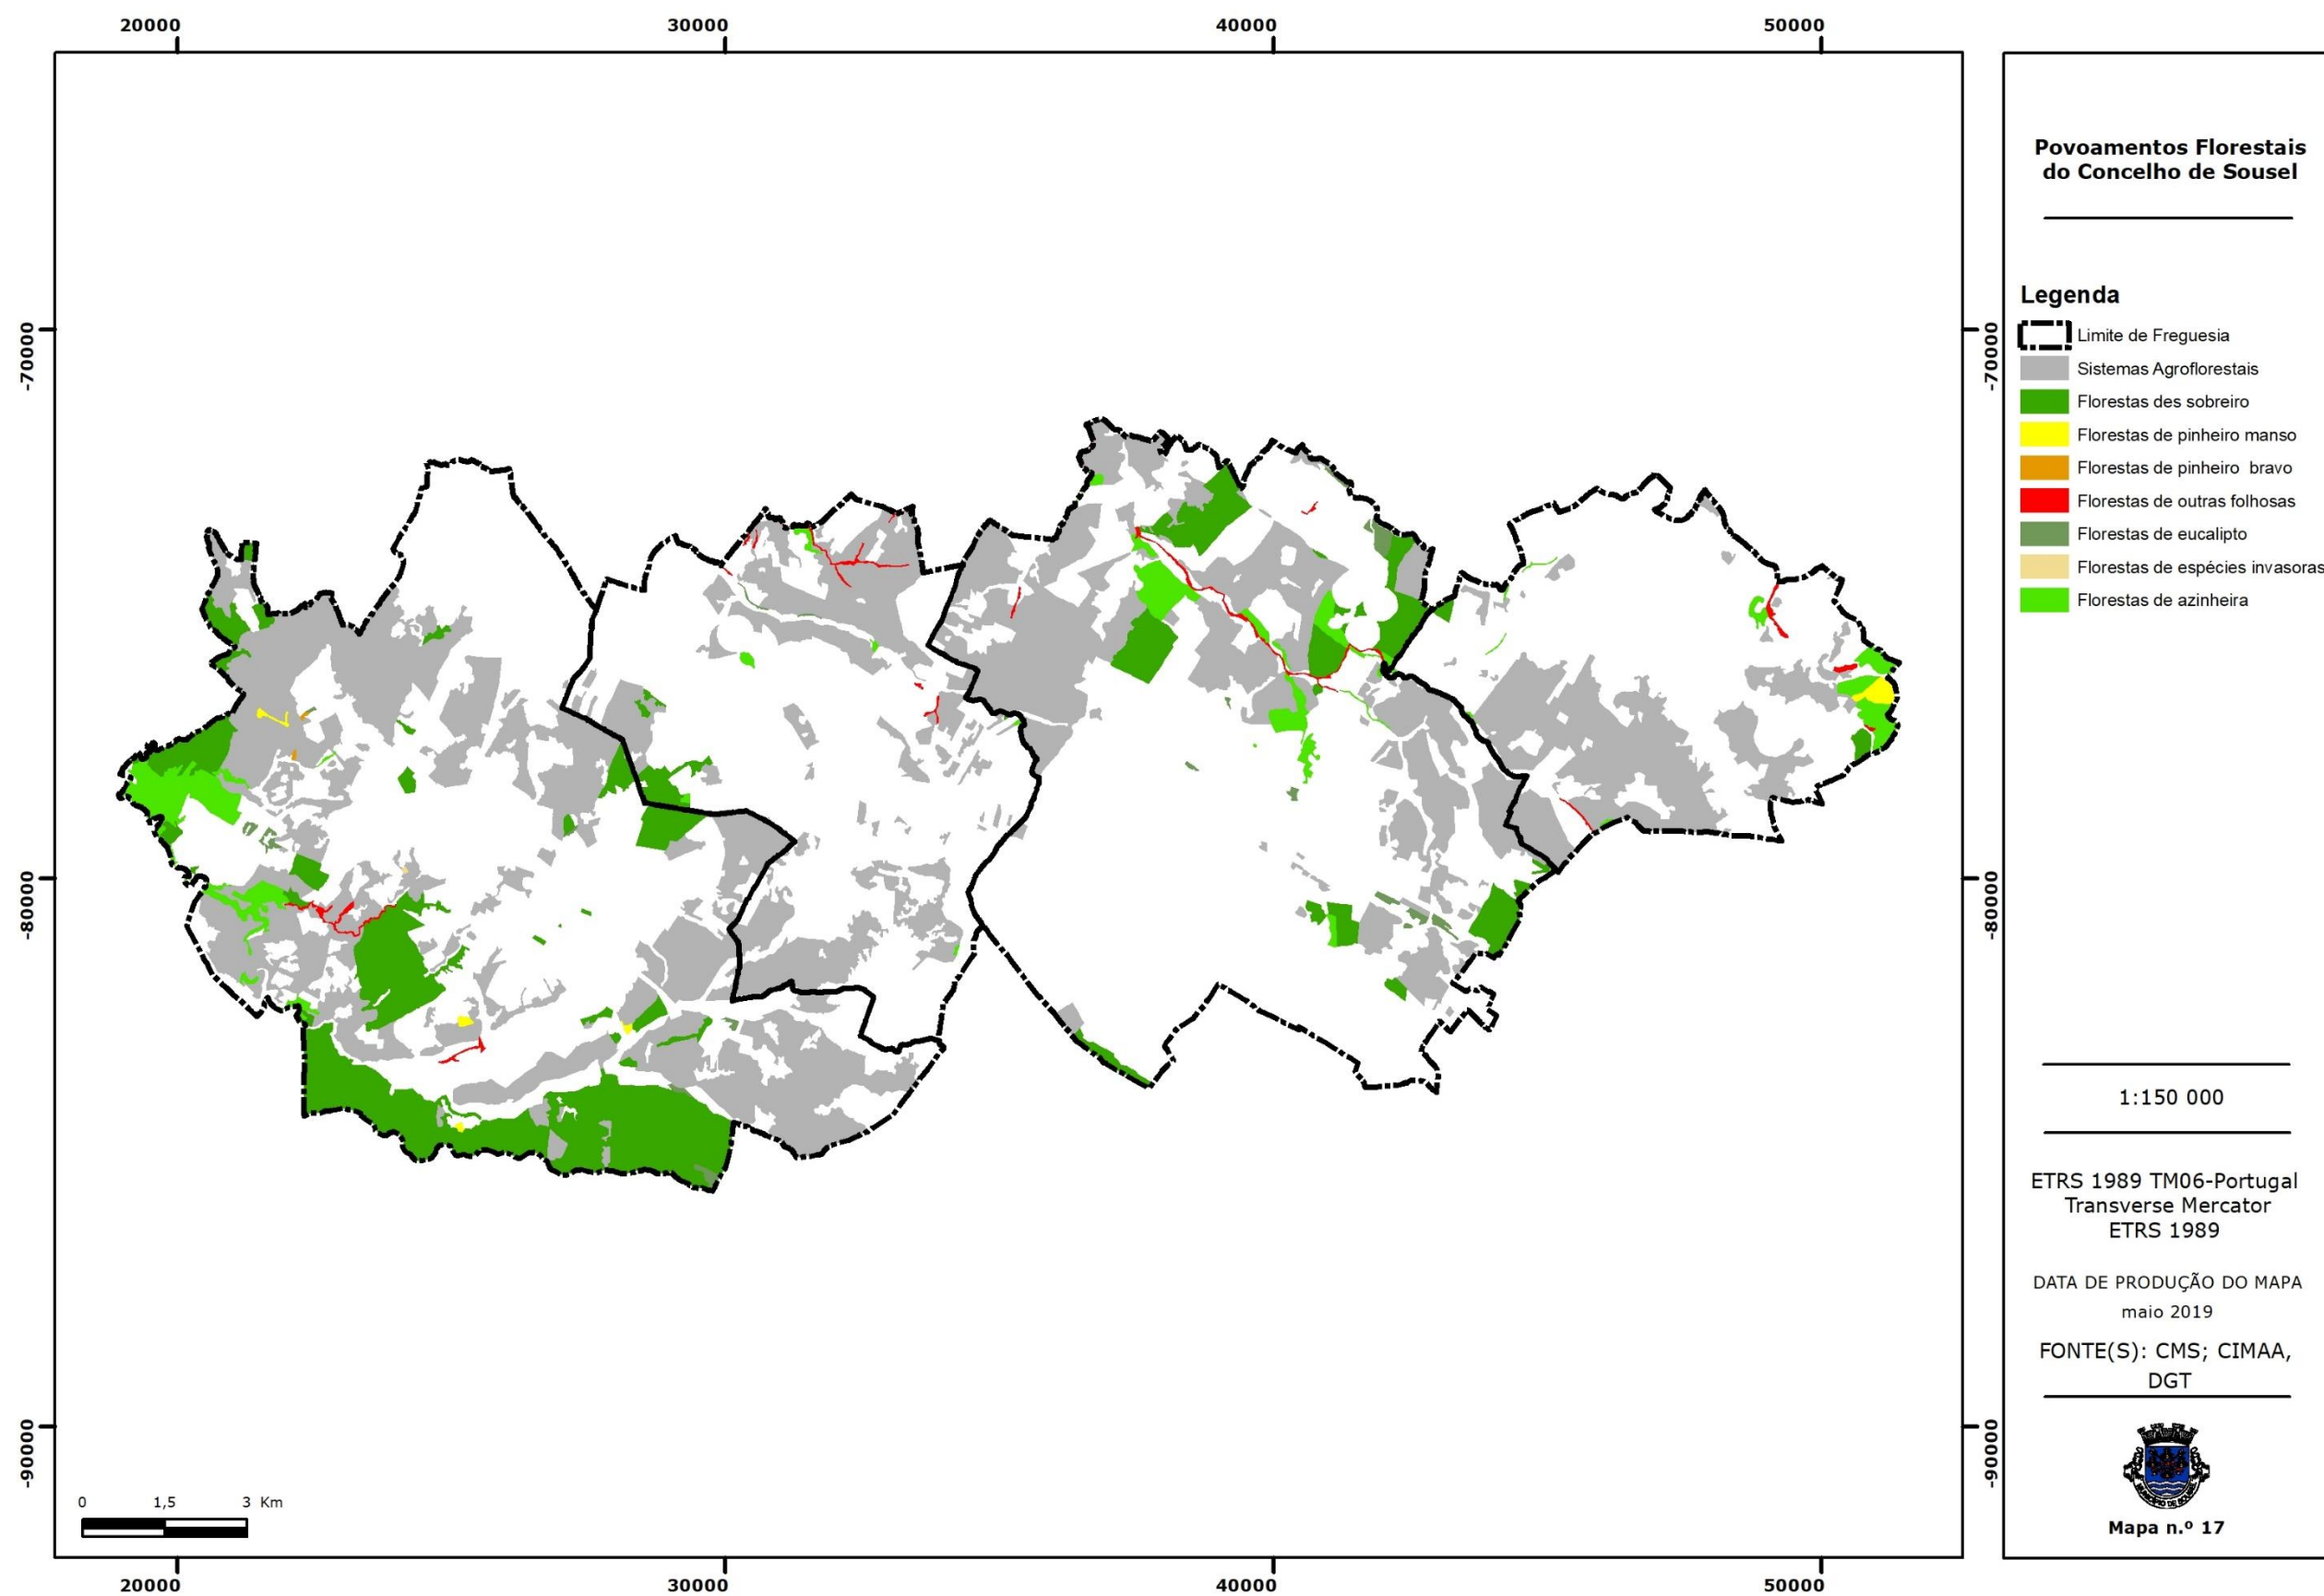 20000 30000 40000 50000
Povoamentos Florestais
do Concelho de Sousel
Legenda
Limite de Freguesia
Sistemas Agroflorestais
Florestas des sobreiro
Florestas de pinheiro manso
Florestas de pinheiro bravo
Florestas de outras folhosas
Florestas de eucalipto
Florestas de espécies invasoras
Florestas de azinheira
-70000 -70000
-80000 -80000
-90000 -90000
1:150 000
ETRS 1989 TM06-Portugal
Transverse Mercator
ETRS 1989
DATA DE PRODUÇÃO DO MAPA
maio 2019
FONTE(S): CMS; CIMAA,
DGT
MUNICÍPIO DE SOUSEL
Mapa n.º 17
0 1,5 3 Km
20000 30000 40000 50000